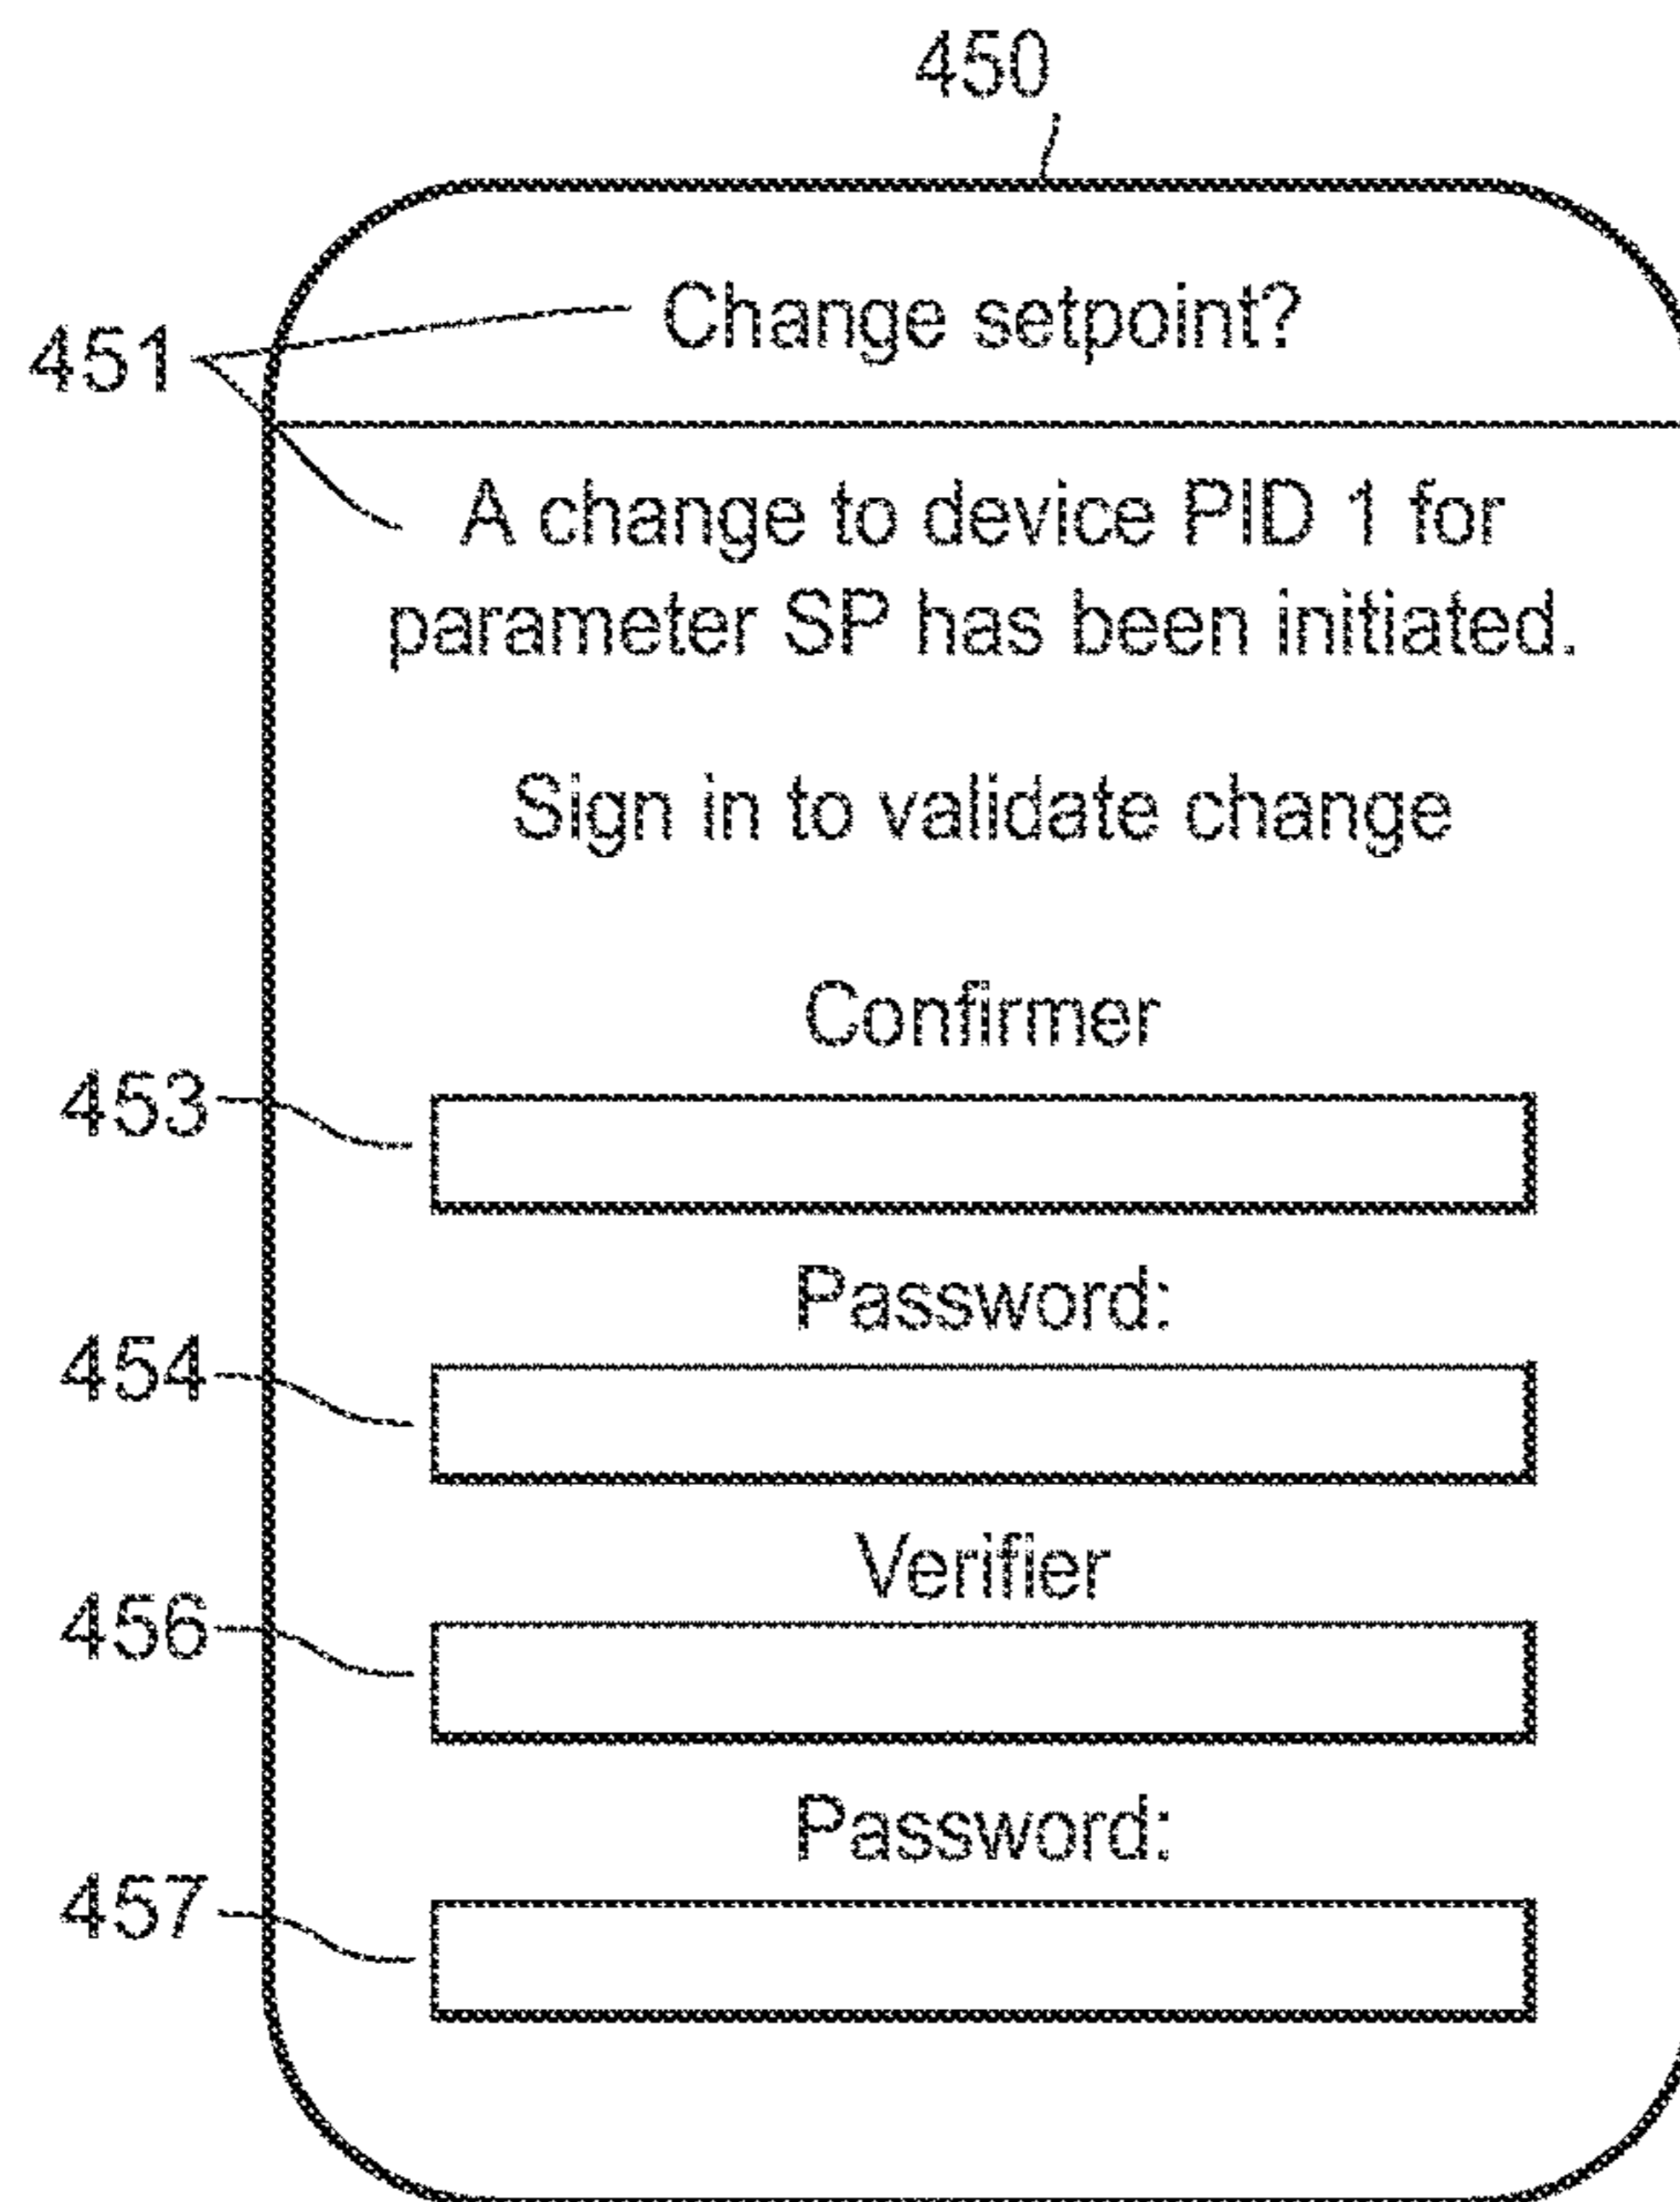 450
451
Change setpoint?
A change to device PID 1 for
parameter SP has been initiated.
Sign in to validate change
Confirmer
453
Password:
454
Verifier
456
Password:
457